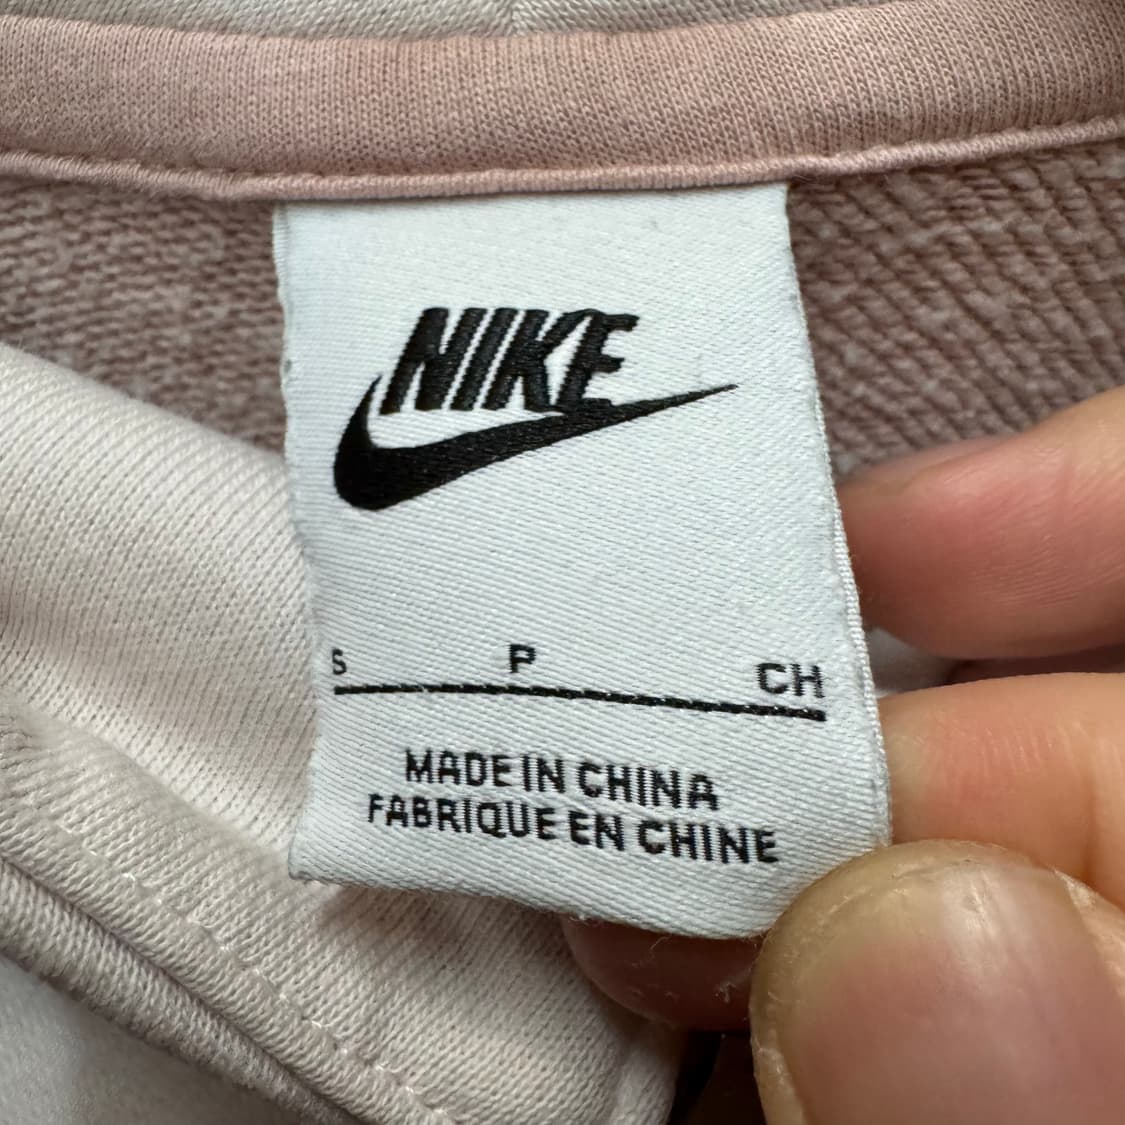 NIKE
S P CH
MADE IN CHINA
FABRIQUE EN CHINE